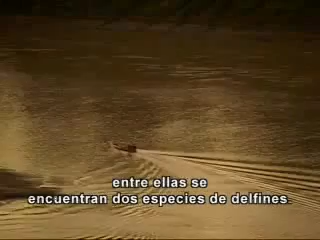 entre ellas se
encuentran dos especies de delfines.